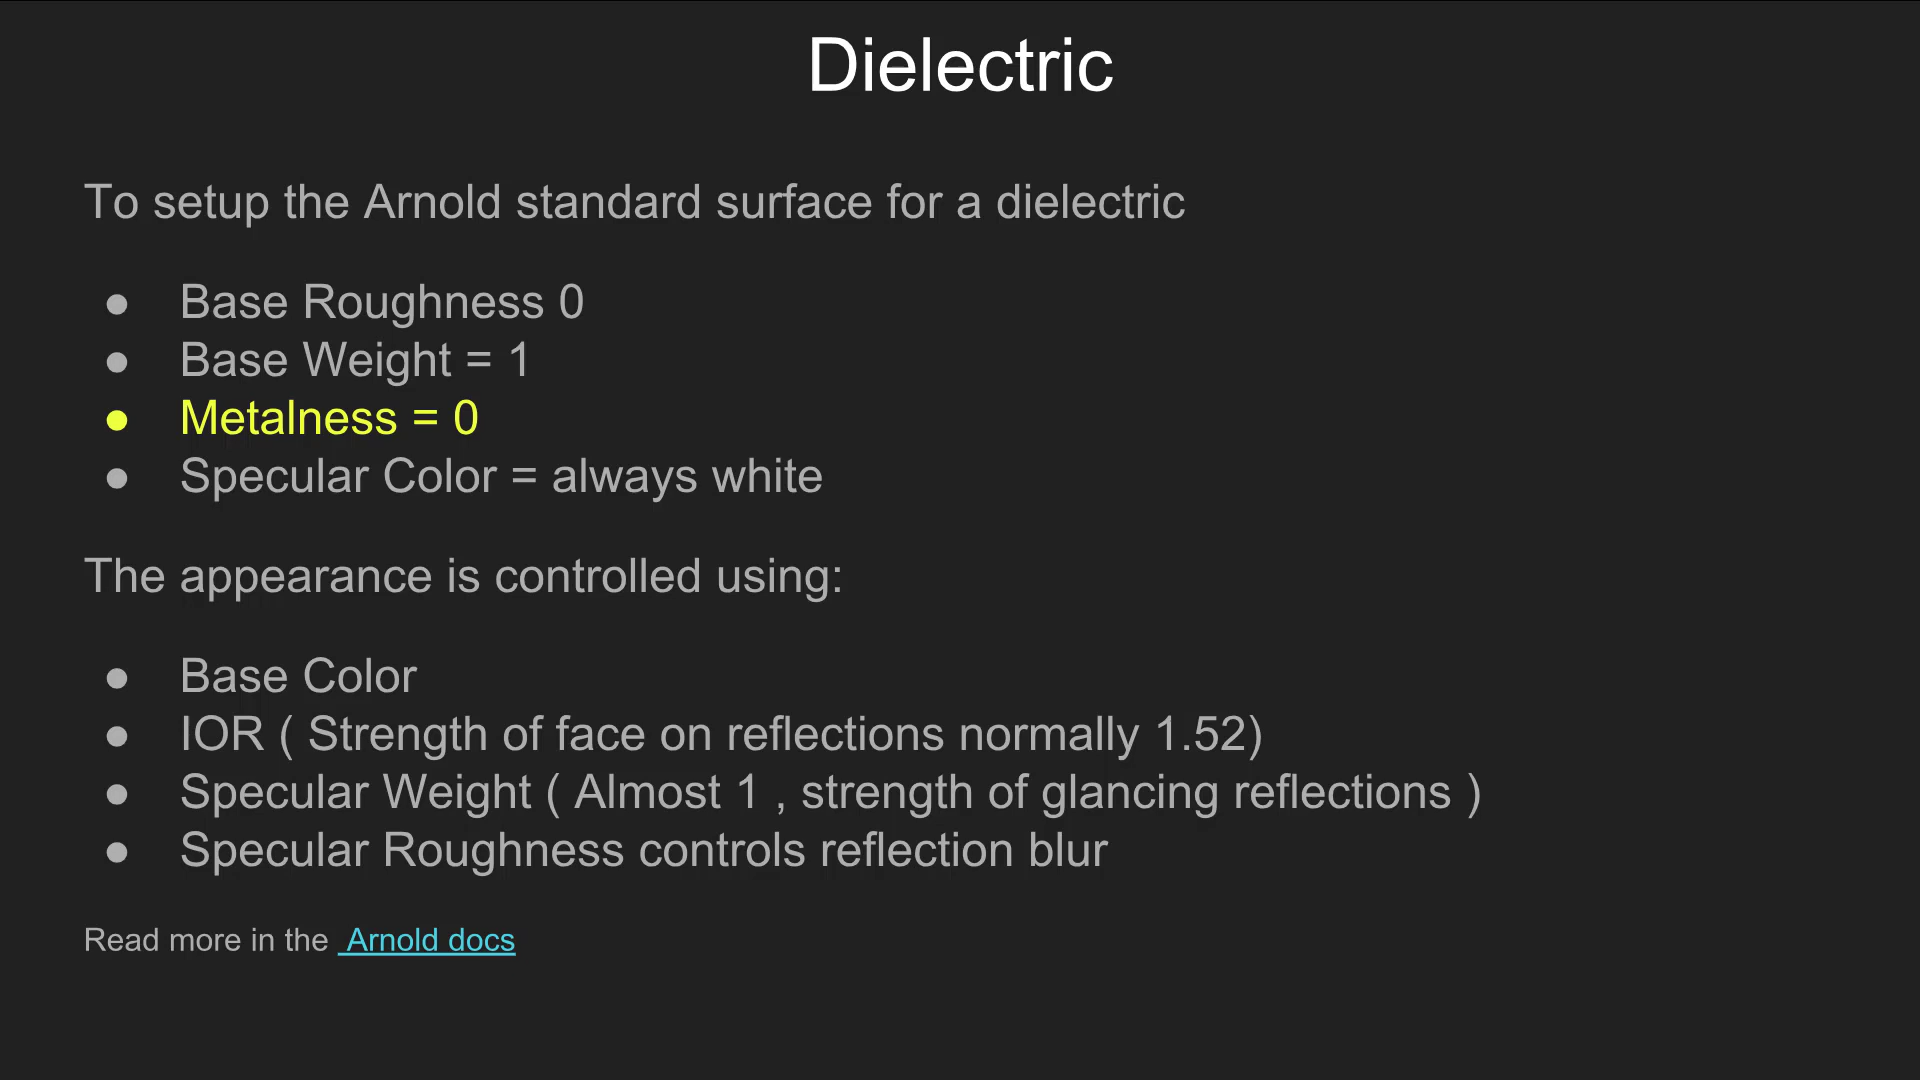 Dielectric
To setup the Arnold standard surface for a dielectric
● Base Roughness 0
● Base Weight = 1
● Metalness = 0
● Specular Color = always white
The appearance is controlled using:
● Base Color
● IOR ( Strength of face on reflections normally 1.52)
● Specular Weight ( Almost 1 , strength of glancing reflections )
● Specular Roughness controls reflection blur
Read more in the Arnold docs